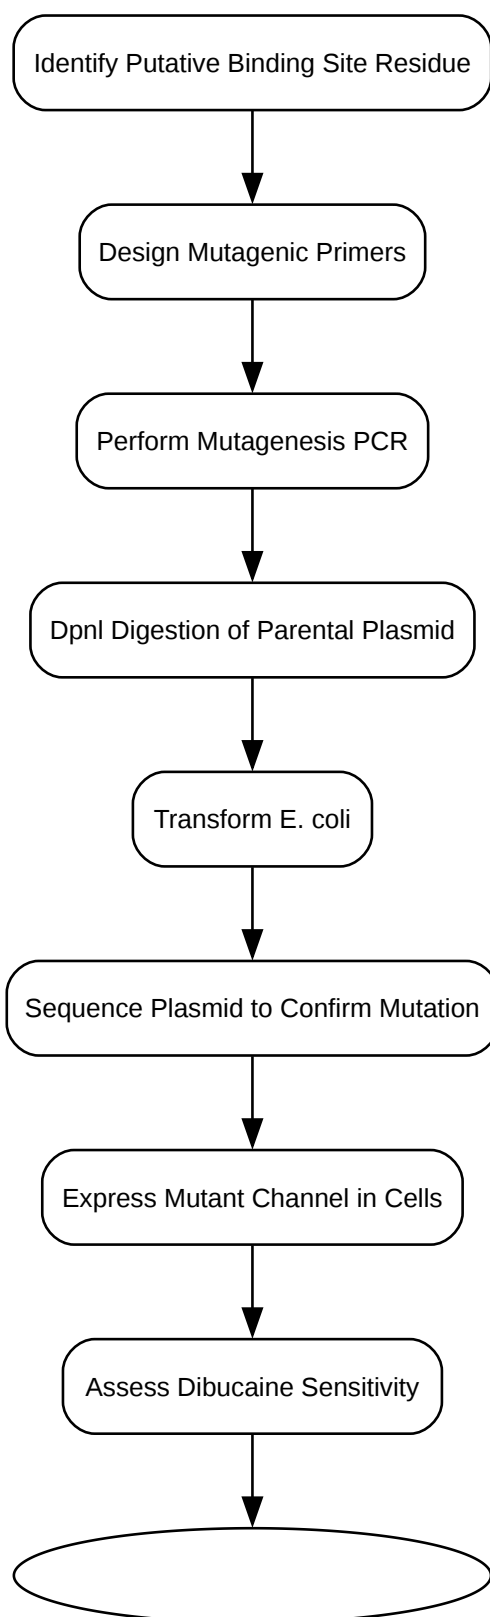 Identify Putative Binding Site Residue
Design Mutagenic Primers
Perform Mutagenesis PCR
Dpnl Digestion of Parental Plasmid
Transform E. coli
Sequence Plasmid to Confirm Mutation
Express Mutant Channel in Cells
Assess Dibucaine Sensitivity